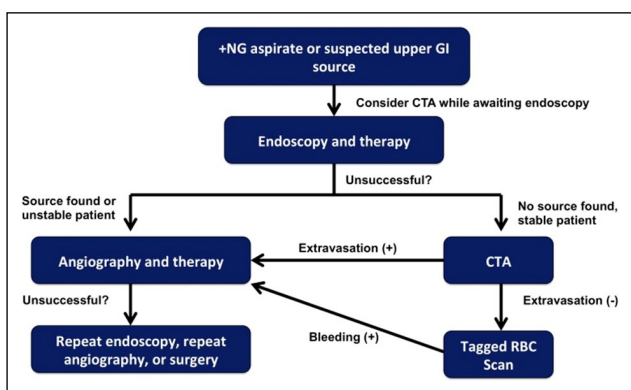 +NG aspirate or suspected upper GI
source
Consider CTA while awaiting endoscopy
Endoscopy and therapy
Unsuccessful?
Source found or
unstable patient
No source found,
stable patient
Angiography and therapy
Extravasation (+)
CTA
Unsuccessful?
Extravasation (-)
Repeat endoscopy, repeat
angiography, or surgery
Bleeding (+)
Tagged RBC
Scan